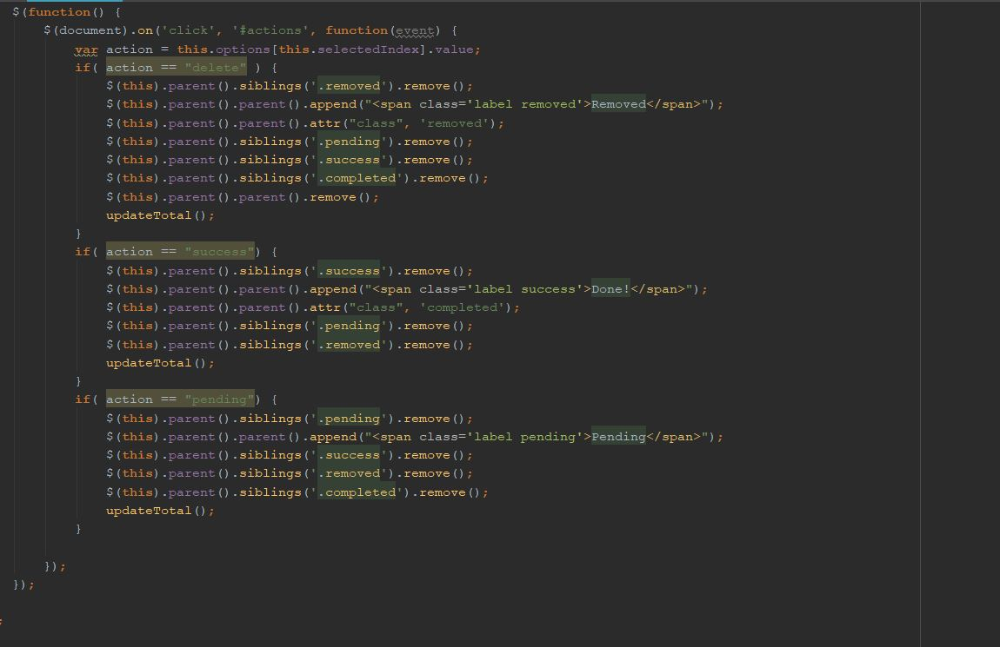 $(function() {
    $(document).on('click', '#actions', function(event) {
        var action = this.options[this.selectedIndex].value;
        if( action == "delete" ) {
            $(this).parent().siblings('.removed').remove();
            $(this).parent().parent().append("<span class='label removed'>Removed</span>");
            $(this).parent().parent().attr("class", 'removed');
            $(this).parent().siblings('.pending').remove();
            $(this).parent().siblings('.success').remove();
            $(this).parent().siblings('.completed').remove();
            $(this).parent().parent().remove();
            updateTotal();
        }
        if( action == "success") {
            $(this).parent().siblings('.success').remove();
            $(this).parent().parent().append("<span class='label success'>Done!</span>");
            $(this).parent().parent().attr("class", 'completed');
            $(this).parent().siblings('.pending').remove();
            $(this).parent().siblings('.removed').remove();
            updateTotal();
        }
        if( action == "pending") {
            $(this).parent().siblings('.pending').remove();
            $(this).parent().parent().append("<span class='label pending'>Pending</span>");
            $(this).parent().siblings('.success').remove();
            $(this).parent().siblings('.removed').remove();
            $(this).parent().siblings('.completed').remove();
            updateTotal();
        }
    });
});
;